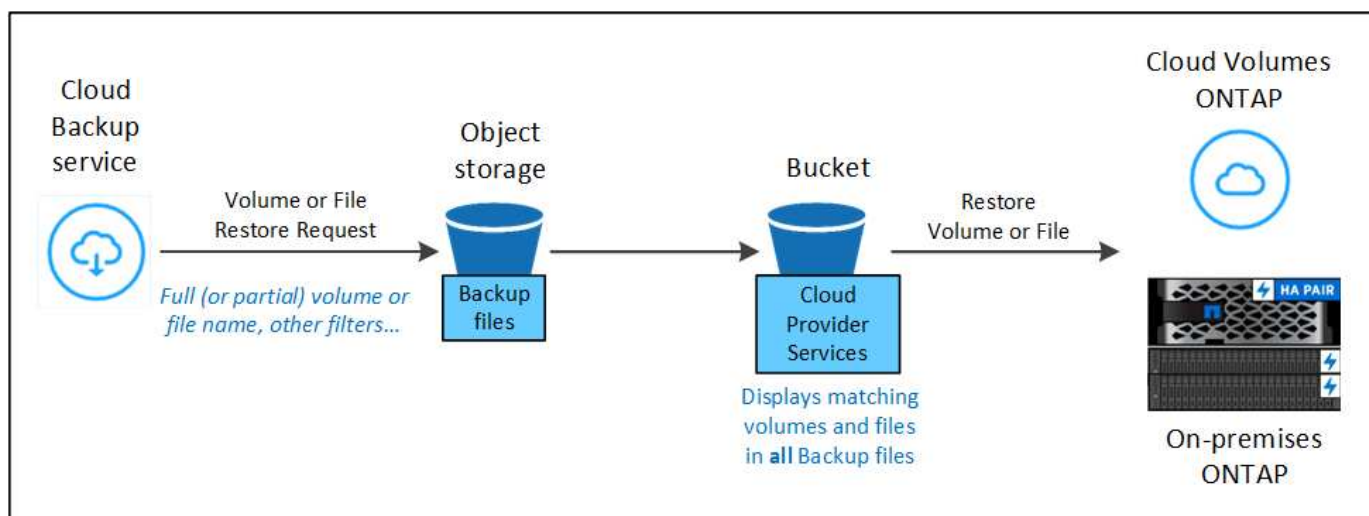 Cloud
Backup
service
Volume or File
Restore Request
Full (or partial) volume or
file name, other filters...
Object
storage
Backup
files
Bucket
Cloud
Provider
Services
Displays matching
volumes and files
in all Backup files
Restore
Volume or File
Cloud Volumes
ONTAP
HA PAIR
On-premises
ONTAP